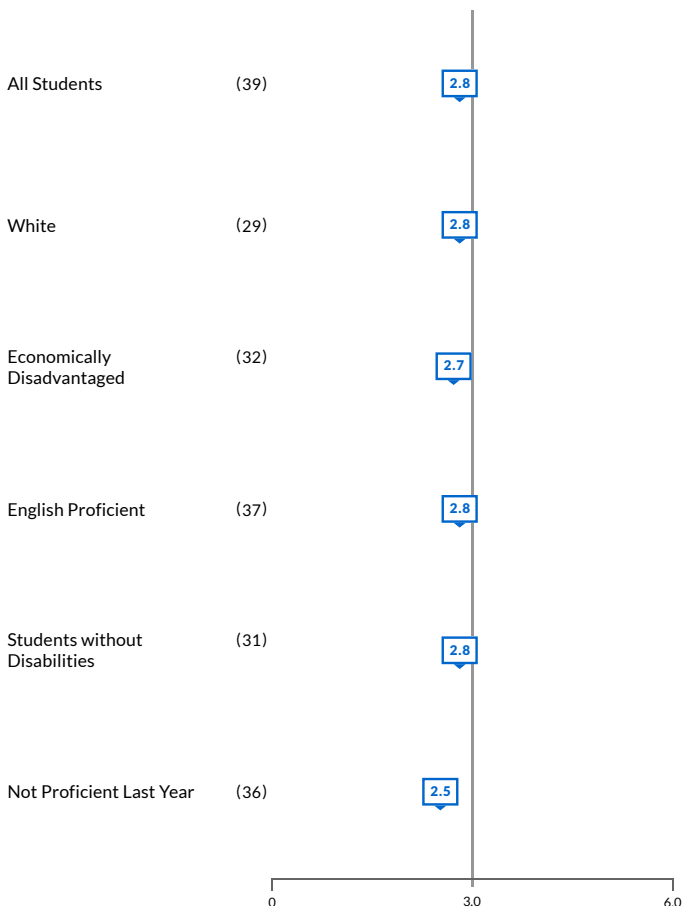 All Students (39) 2.8
White (29) 2.8
Economically (32) 2.7
Disadvantaged
English Proficient (37) 2.8
Students without (31) 2.8
Disabilities
Not Proficient Last Year (36) 2.5
0 3.0 6.0